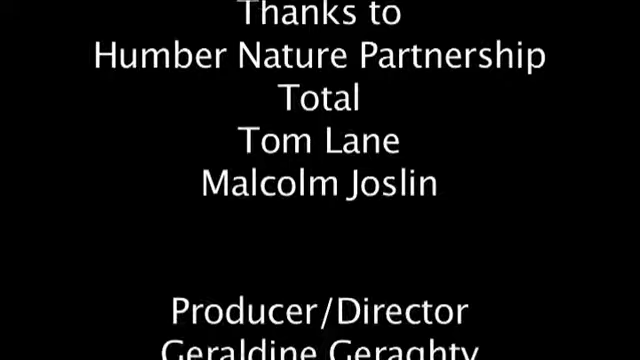 Thanks to
Humber Nature Partnership
Total
Tom Lane
Malcolm Joslin
Producer/Director
Geraldine Geraghty